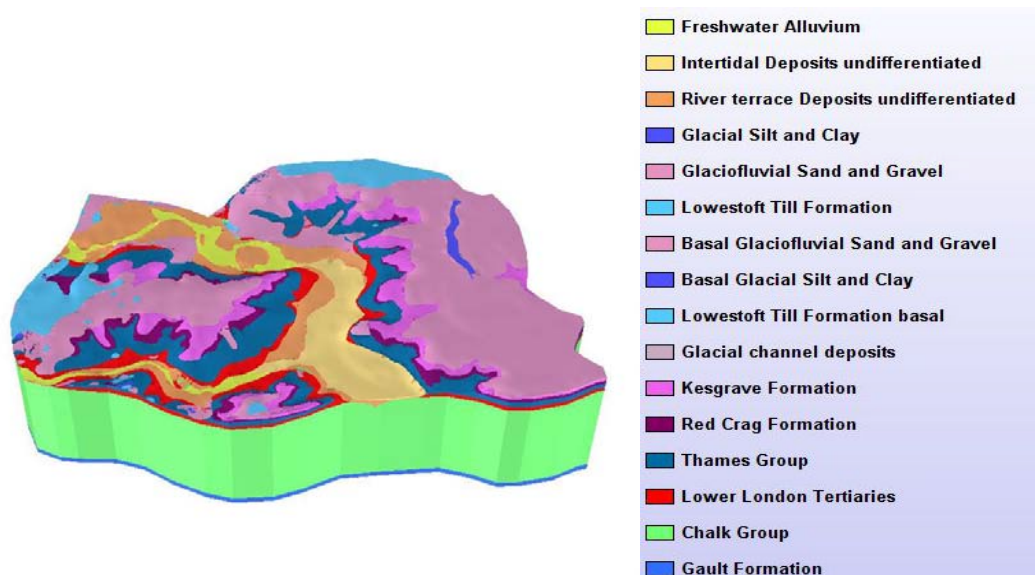 Freshwater Alluvium
Intertidal Deposits undifferentiated
River terrace Deposits undifferentiated
Glacial Silt and Clay
Glaciofluvial Sand and Gravel
Lowestoft Till Formation
Basal Glaciofluvial Sand and Gravel
Basal Glacial Silt and Clay
Lowestoft Till Formation basal
Glacial channel deposits
Kesgrave Formation
Red Crag Formation
Thames Group
Lower London Tertiaries
Chalk Group
Gault Formation